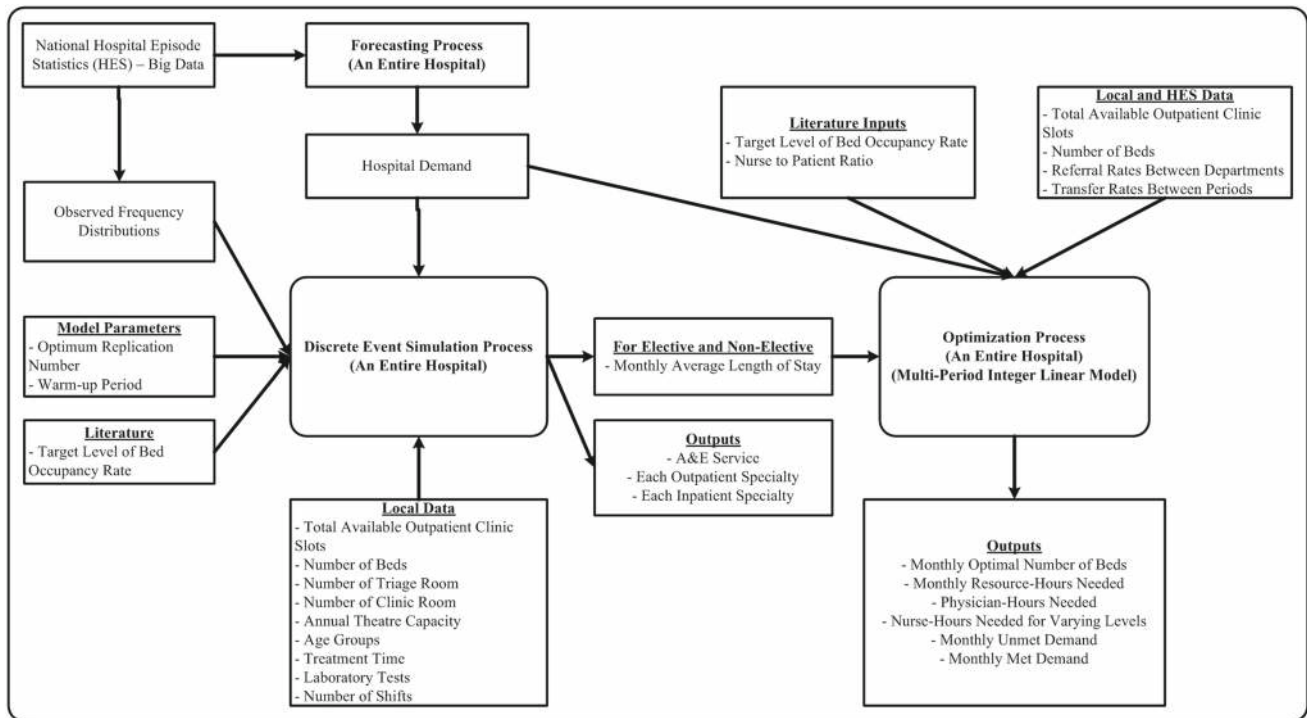 National Hospital Episode
Statistics (HES) – Big Data
Forecasting Process
(An Entire Hospital)
Hospital Demand
Observed Frequency
Distributions
Literature Inputs
- Target Level of Bed Occupancy Rate
- Nurse to Patient Ratio
Local and HES Data
- Total Available Outpatient Clinic
Slots
- Number of Beds
- Referral Rates Between Departments
- Transfer Rates Between Periods
Model Parameters
- Optimum Replication
Number
- Warm-up Period
Literature
- Target Level of Bed
Occupancy Rate
Discrete Event Simulation Process
(An Entire Hospital)
For Elective and Non-Elective
- Monthly Average Length of Stay
Optimization Process
(An Entire Hospital)
(Multi-Period Integer Linear Model)
Outputs
- A&E Service
- Each Outpatient Specialty
- Each Inpatient Specialty
Local Data
- Total Available Outpatient Clinic
Slots
- Number of Beds
- Number of Triage Room
- Number of Clinic Room
- Annual Theatre Capacity
- Age Groups
- Treatment Time
- Laboratory Tests
- Number of Shifts
Outputs
- Monthly Optimal Number of Beds
- Monthly Resource-Hours Needed
- Physician-Hours Needed
- Nurse-Hours Needed for Varying Levels
- Monthly Unmet Demand
- Monthly Met Demand